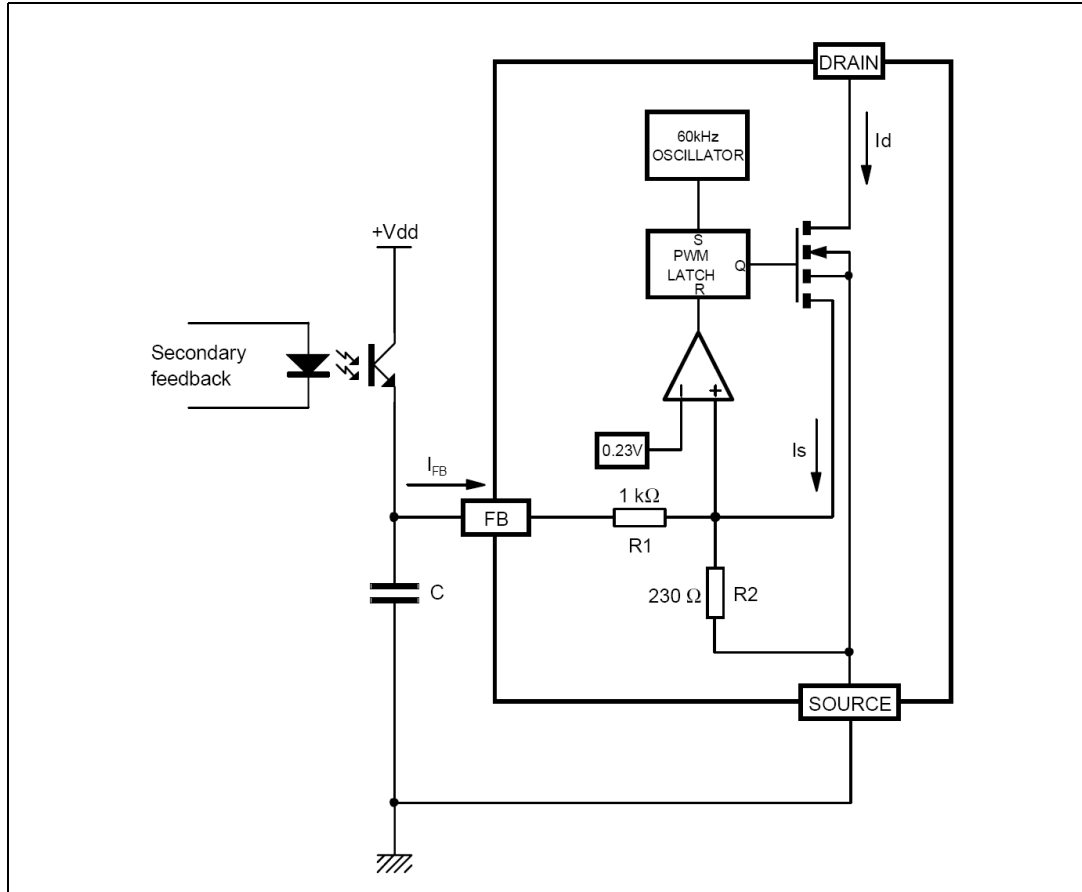 DRAIN
60kHz
OSCILLATOR
Id
+Vdd
S
PWM
LATCH
Q
R
Secondary
feedback
0.23V
Is
I_FB
FB
1 kΩ
R1
C
230 Ω
R2
SOURCE